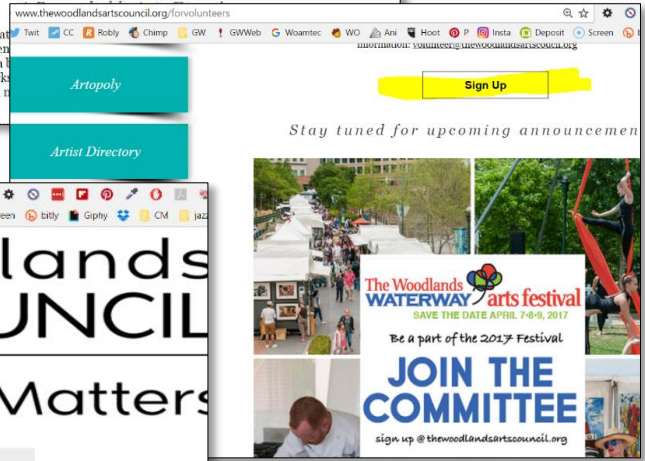 www.thewoodlandsartscouncil.org/forvolunteers
Twit CC Robly Chimp GW GWWeb Woamtec WO Ani Hoot P Insta Deposit Screen
information: volunteer@thewoodlandsartscouncil.org
Sign Up
Artopoly
Stay tuned for upcoming announcemen
Artist Directory
een bitly Giphy CM jazz
lands
UNCIL
Matters
The Woodlands
WATERWAY arts festival
SAVE THE DATE APRIL 7-8-9, 2017
Be a part of the 2017 Festival
JOIN THE
COMMITTEE
sign up @ thewoodlandsartscouncil.org